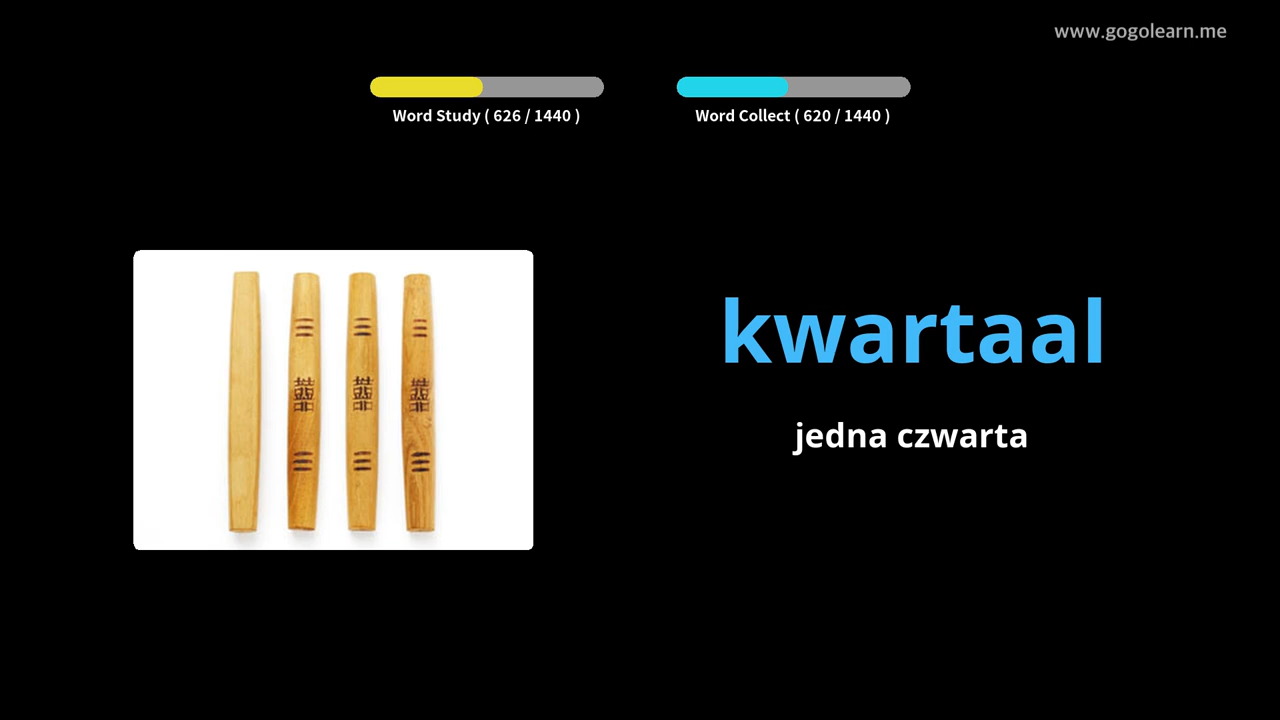 www.gogolearn.me
Word Study ( 626 / 1440 )
Word Collect ( 620 / 1440 )
kwartaal
jedna czwarta